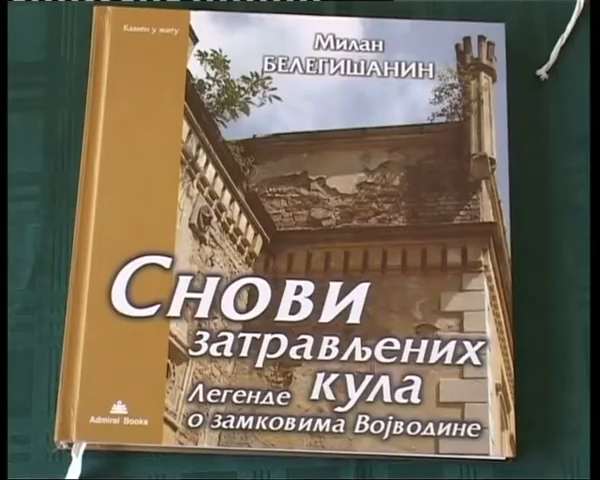 Камен у житу
Милан
БЕЛЕГИШАНИН
СНОВИ
затрављених
кула
Легенде
о замковима Војводине
Admiral Books